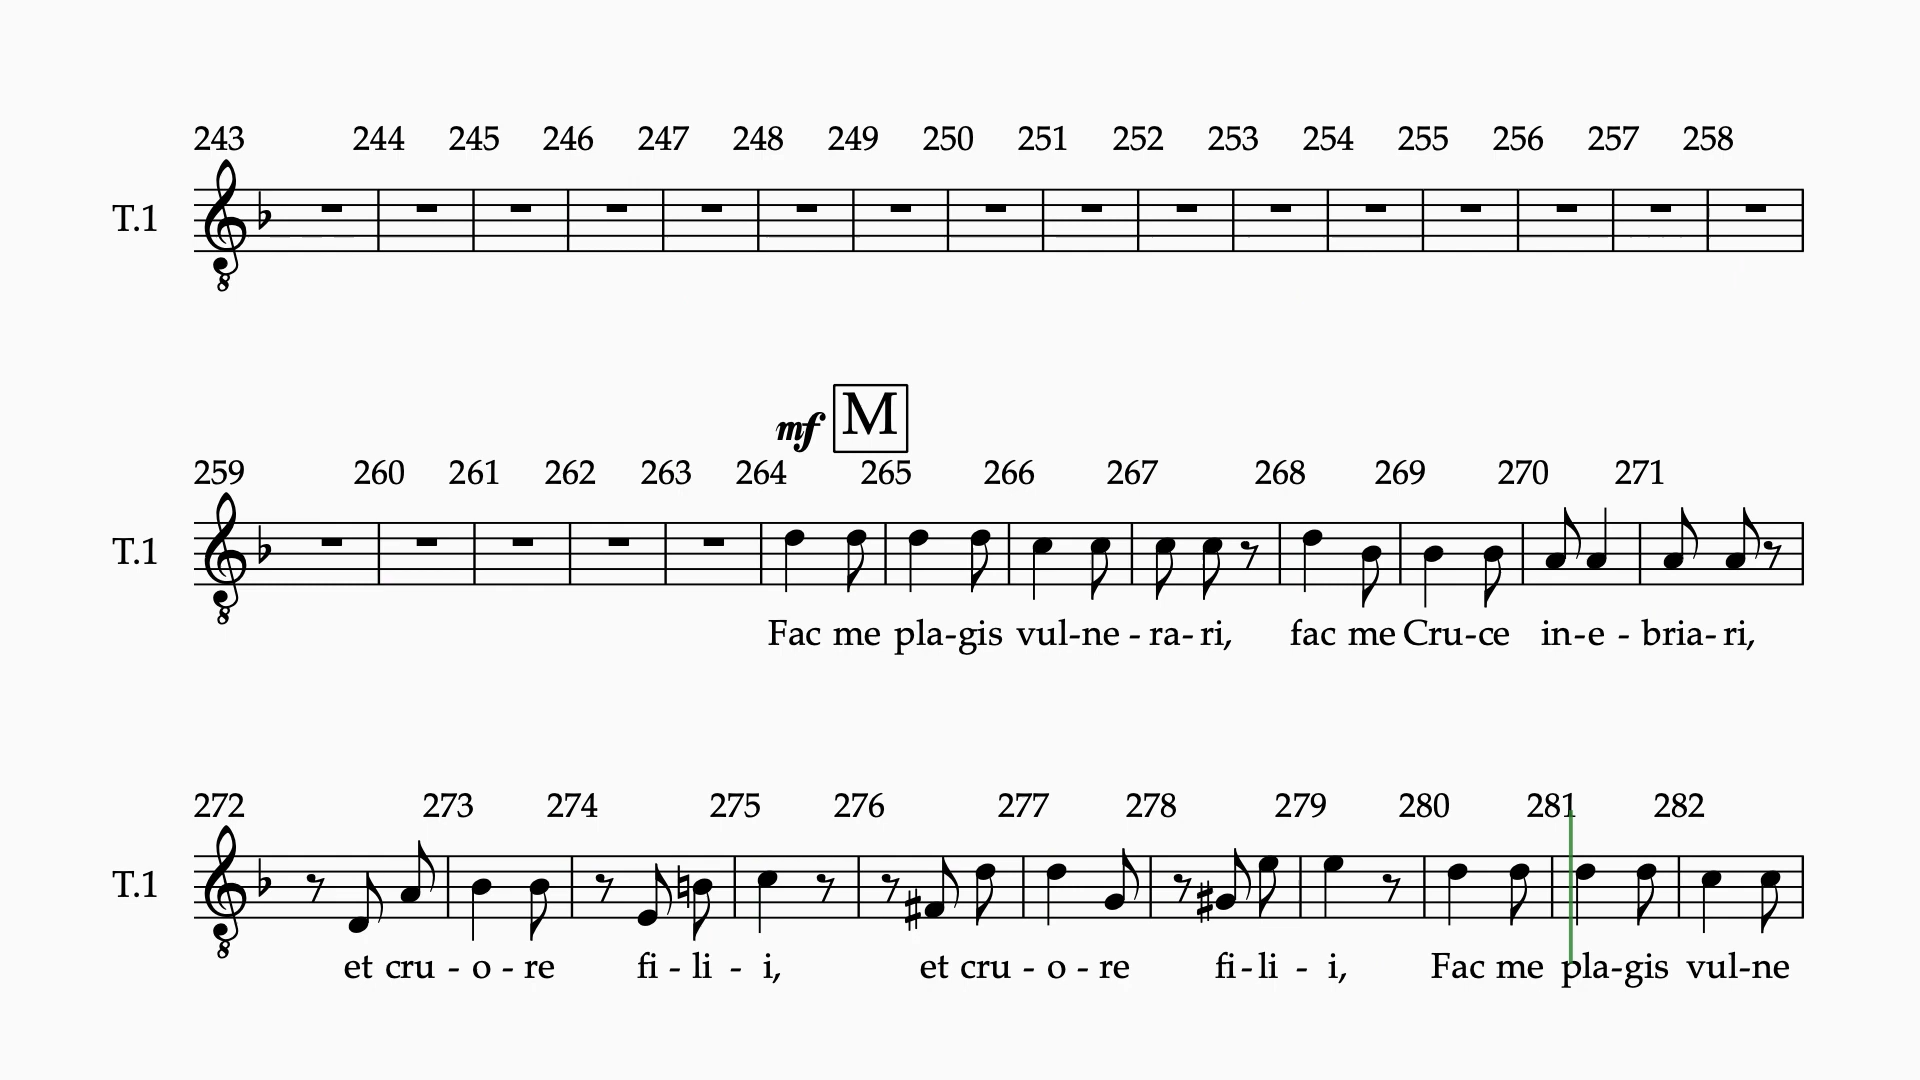 243 244 245 246 247 248 249 250 251 252 253 254 255 256 257 258
T.1
8
mf M
259 260 261 262 263 264 265 266 267 268 269 270 271
T.1
8
Fac me pla-gis vul-ne - ra- ri, fac me Cru-ce in-e - bria- ri,
272 273 274 275 276 277 278 279 280 281 282
T.1
8
et cru - o - re fi - li - i, et cru - o - re fi - li - i, Fac me pla-gis vul-ne